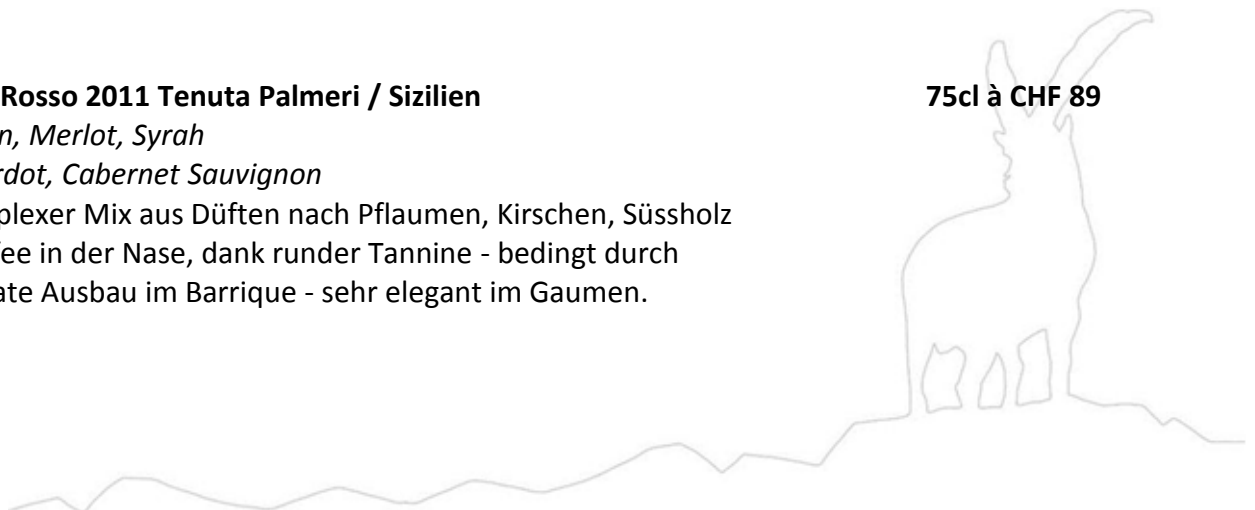 Rosso 2011 Tenuta Palmeri / Sizilien 75cl à CHF 89
n, Merlot, Syrah
rdot, Cabernet Sauvignon
plexer Mix aus Düften nach Pflaumen, Kirschen, Süssholz
ee in der Nase, dank runder Tannine - bedingt durch
ate Ausbau im Barrique - sehr elegant im Gaumen.